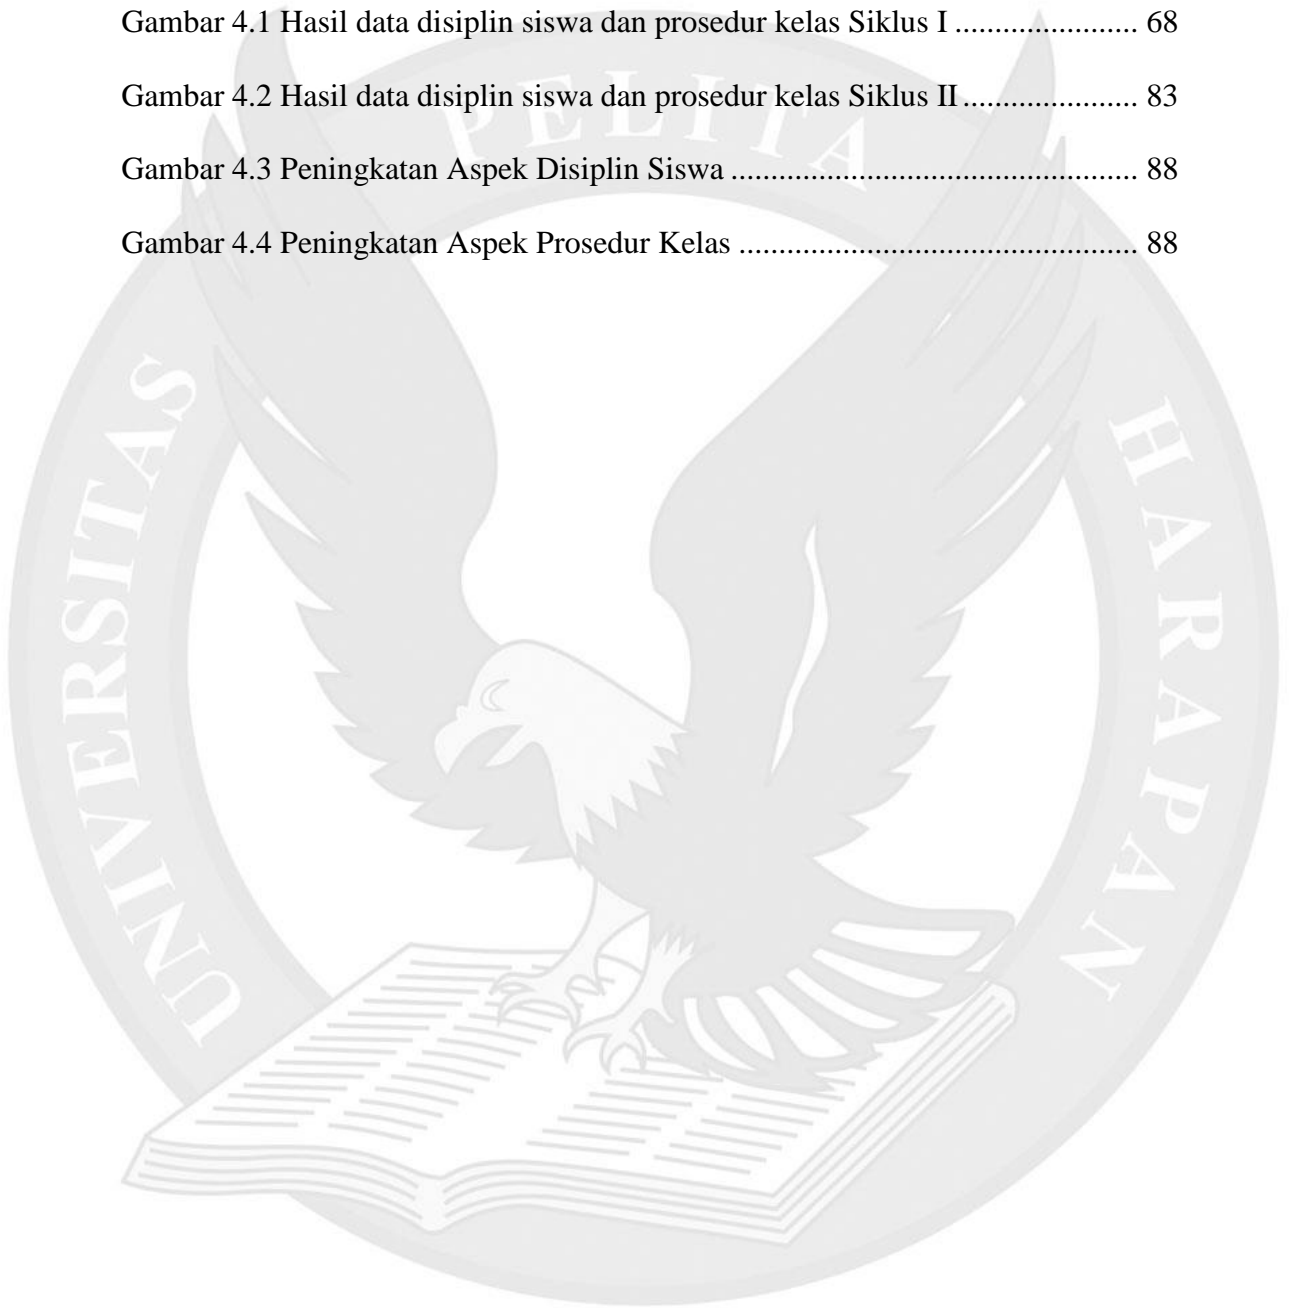 Gambar 4.1 Hasil data disiplin siswa dan prosedur kelas Siklus I ....................... 68
Gambar 4.2 Hasil data disiplin siswa dan prosedur kelas Siklus II ...................... 83
Gambar 4.3 Peningkatan Aspek Disiplin Siswa ................................................... 88
Gambar 4.4 Peningkatan Aspek Prosedur Kelas .................................................. 88
UNIVERSITAS PELITA HARAPAN